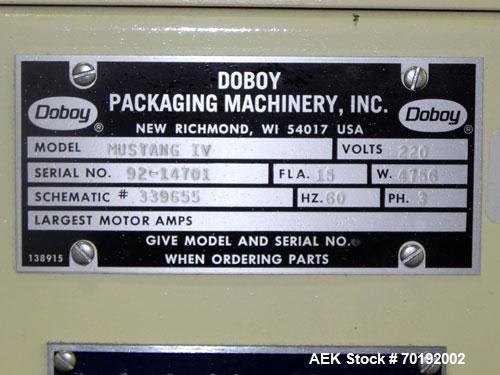 DOBOY
PACKAGING MACHINERY, INC.
Doboy ® Doboy ®
NEW RICHMOND, WI 54017 USA
MODEL MUSTANG IV VOLTS 220
SERIAL NO. 92-14701 FLA. 15 W. 4756
SCHEMATIC # 339655 HZ. 60 PH. 3
LARGEST MOTOR AMPS
GIVE MODEL AND SERIAL NO.
138915 WHEN ORDERING PARTS
AEK Stock # 70192002